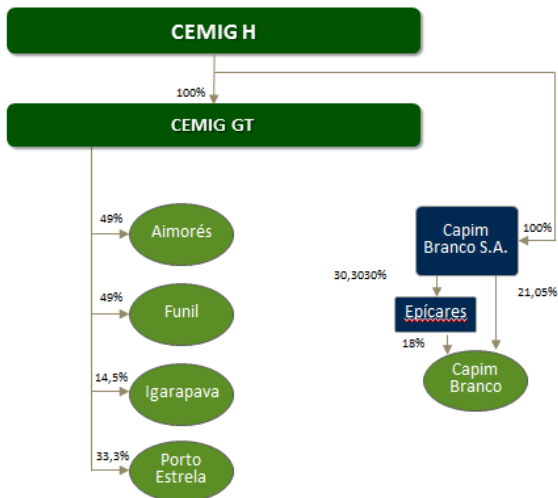 CEMIG H
100%
CEMIG GT
49%
Aimorés
Capim
Branco S.A.
100%
30,3030%
21,05%
49%
Funil
Epícares
18%
14,5%
Igarapava
Capim
Branco
33,3%
Porto
Estrela